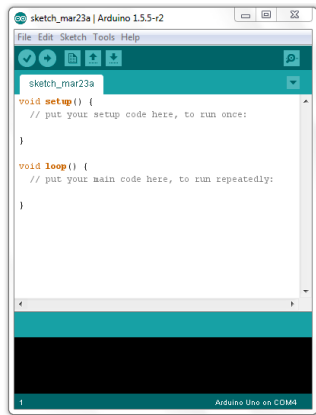 sketch_mar23a | Arduino 1.5.5-r2
File Edit Sketch Tools Help
sketch_mar23a
void setup() {
  // put your setup code here, to run once:
}
void loop() {
  // put your main code here, to run repeatedly:
}
1 Arduino Uno on COM4